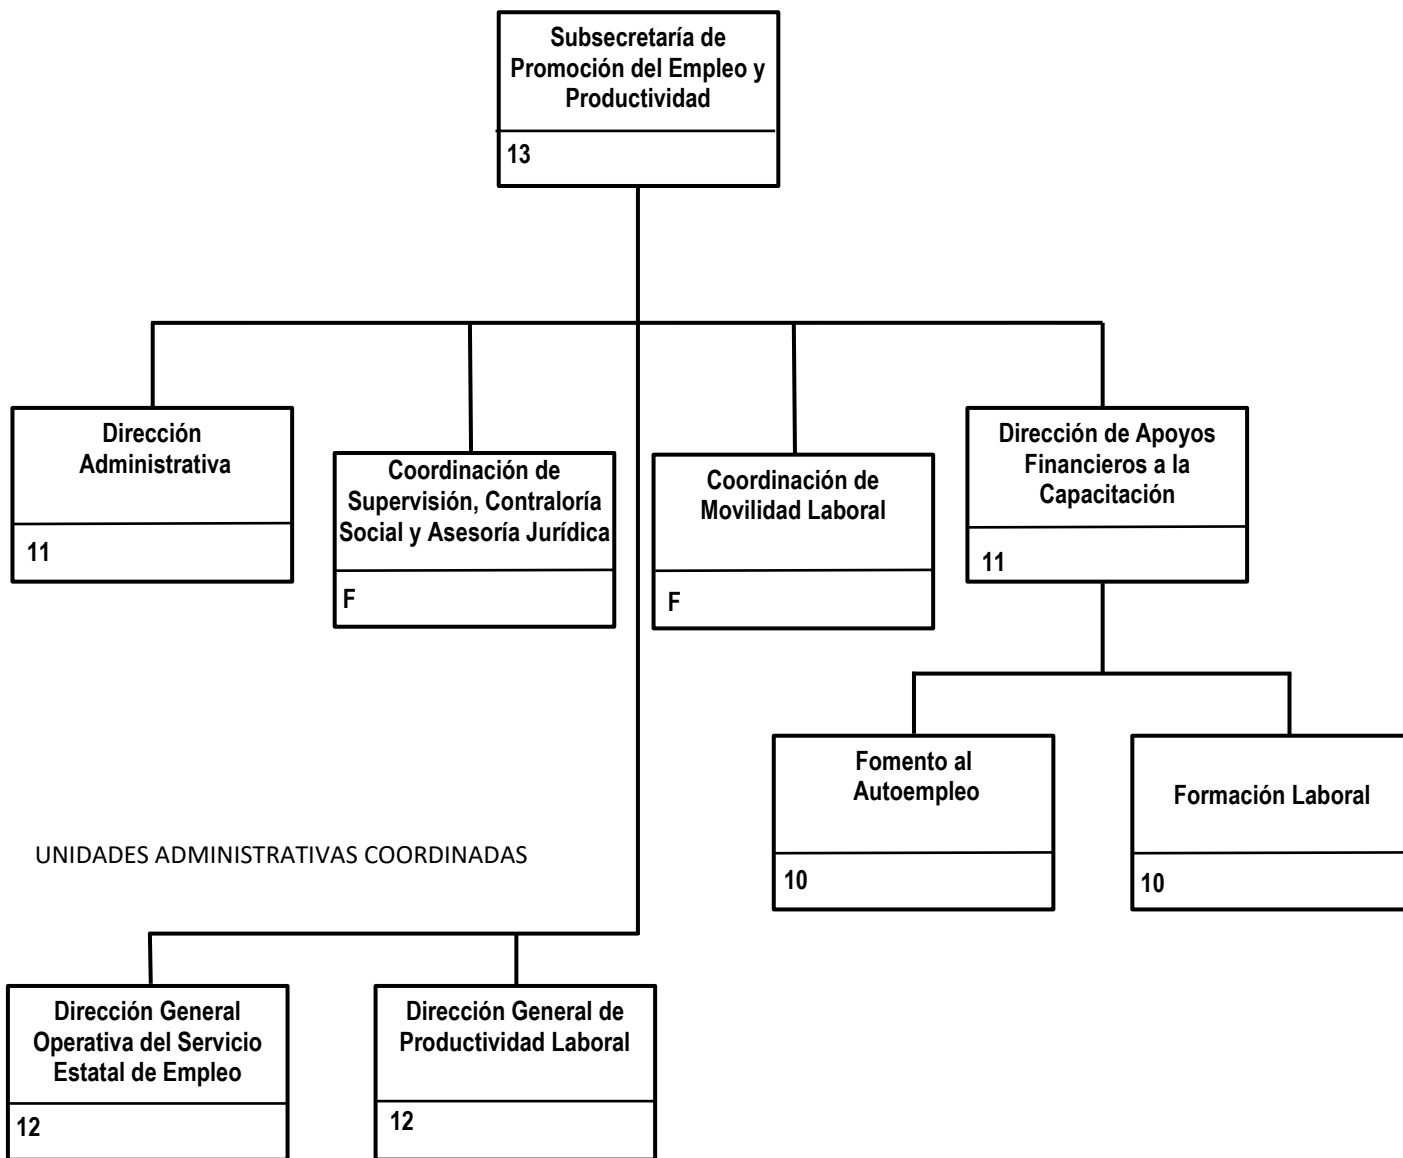 Subsecretaría de
Promoción del Empleo y
Productividad
13
Dirección
Administrativa
11
Coordinación de
Supervisión, Contraloría
Social y Asesoría Jurídica
F
Coordinación de
Movilidad Laboral
F
Dirección de Apoyos
Financieros a la
Capacitación
11
Fomento al
Autoempleo
10
Formación Laboral
10
UNIDADES ADMINISTRATIVAS COORDINADAS
Dirección General
Operativa del Servicio
Estatal de Empleo
12
Dirección General de
Productividad Laboral
12